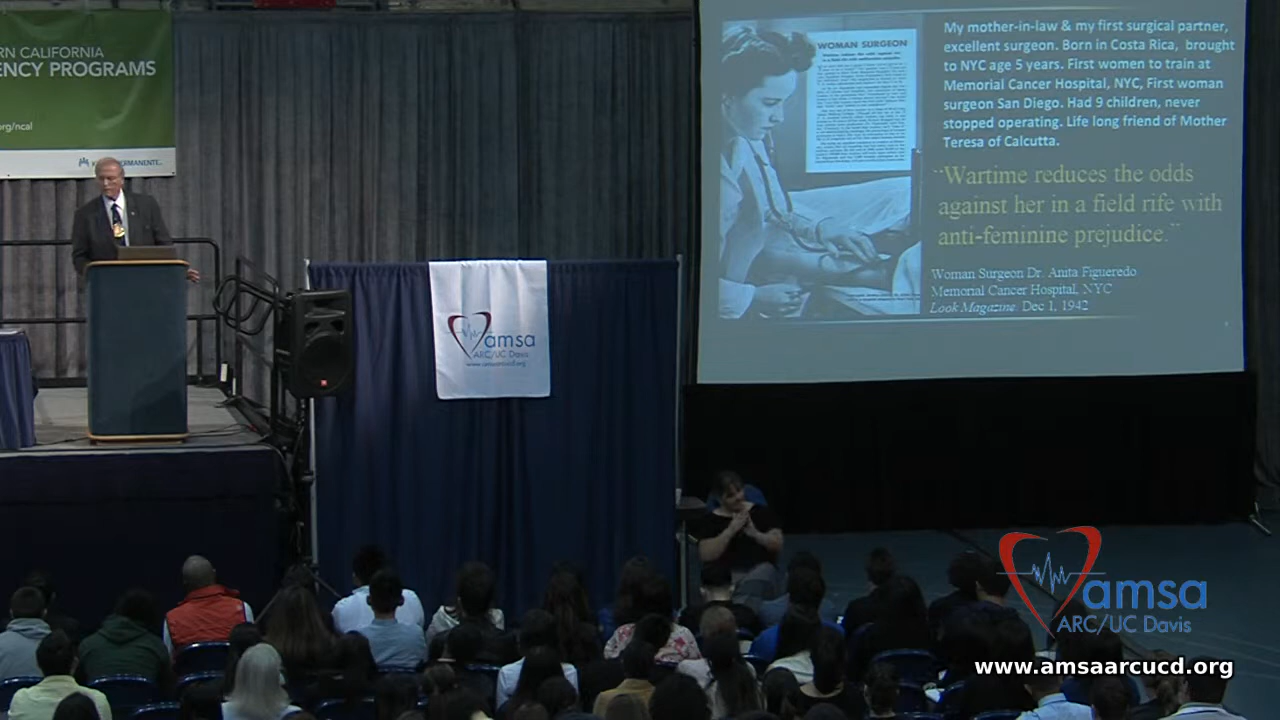 RN CALIFORNIA
ENCY PROGRAMS
org/ncal
WOMAN SURGEON
My mother-in-law & my first surgical partner,
excellent surgeon. Born in Costa Rica, brought
to NYC age 5 years. First women to train at
Memorial Cancer Hospital, NYC, First woman
surgeon San Diego. Had 9 children, never
stopped operating. Life long friend of Mother
Teresa of Calcutta.
"Wartime reduces the odds
against her in a field rife with
anti-feminine prejudice."
Woman Surgeon Dr. Anita Figueredo
Memorial Cancer Hospital, NYC
Look Magazine: Dec 1, 1942
amsa
ARC/UC Davis
amsa
ARC/UC Davis
www.amsaarcucd.org